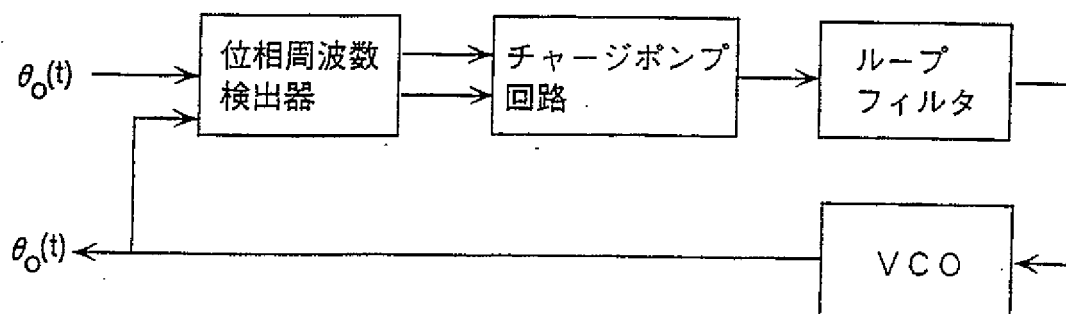 θO(t)
位相周波数
検出器
チャージポンプ
回路
ループ
フィルタ
θO(t)
VCO